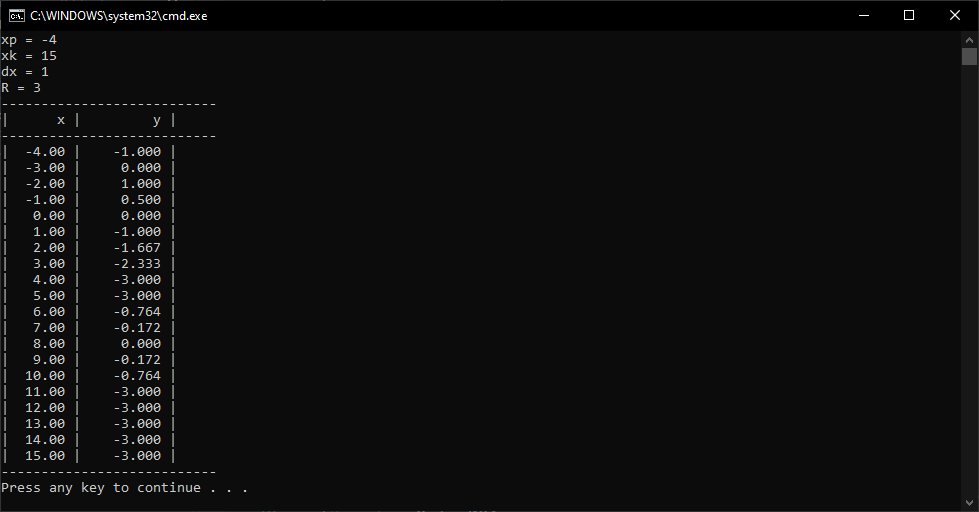 C:\WINDOWS\system32\cmd.exe
xp = -4
xk = 15
dx = 1
R = 3
---------------------------
|      x |         y |
---------------------------
|  -4.00 |    -1.000 |
|  -3.00 |     0.000 |
|  -2.00 |     1.000 |
|  -1.00 |     0.500 |
|   0.00 |     0.000 |
|   1.00 |    -1.000 |
|   2.00 |    -1.667 |
|   3.00 |    -2.333 |
|   4.00 |    -3.000 |
|   5.00 |    -3.000 |
|   6.00 |    -0.764 |
|   7.00 |    -0.172 |
|   8.00 |     0.000 |
|   9.00 |    -0.172 |
|  10.00 |    -0.764 |
|  11.00 |    -3.000 |
|  12.00 |    -3.000 |
|  13.00 |    -3.000 |
|  14.00 |    -3.000 |
|  15.00 |    -3.000 |
---------------------------
Press any key to continue . . .